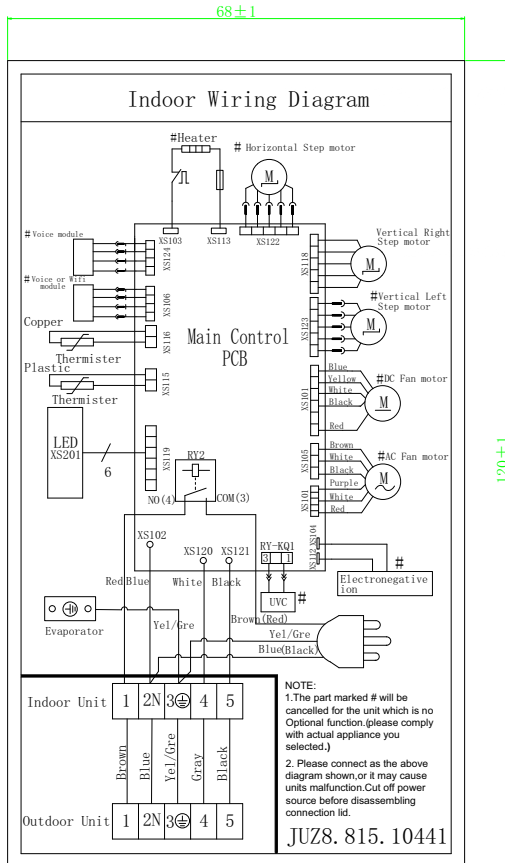 68±1
Indoor Wiring Diagram
#Heater
# Horizontal Step motor
M
XS103
XS113
XS122
# Voice module
XS124
Vertical Right
Step motor
XS118
M
# Voice or Wifi
module
XS106
#Vertical Left
Step motor
XS123
M
Copper
Thermister
XS116
Main Control
PCB
Plastic
Thermister
XS115
Blue
Yellow
White
Black
Red
XS101
#DC Fan motor
M
LED
XS201
6
XS119
RY2
NO(4)
COM(3)
Brown
White
Black
Purple
White
Red
XS105
XS101
#AC Fan motor
M
120±1
XS102
XS120
XS121
RY-KQ1
3
1
XS112
XS104
#
Electronegative
ion
Red
Blue
White
Black
UVC
#
Evaporator
Yel/Gre
Brown(Red)
Yel/Gre
Blue(Black)
Indoor Unit
1
2N
3
4
5
Brown
Blue
Yel/Gre
Gray
Black
Outdoor Unit
1
2N
3
4
5
NOTE:
1.The part marked # will be
cancelled for the unit which is no
Optional function.(please comply
with actual appliance you
selected.)
2. Please connect as the above
diagram shown,or it may cause
units malfunction.Cut off power
source before disassembling
connection lid.
JUZ8.815.10441